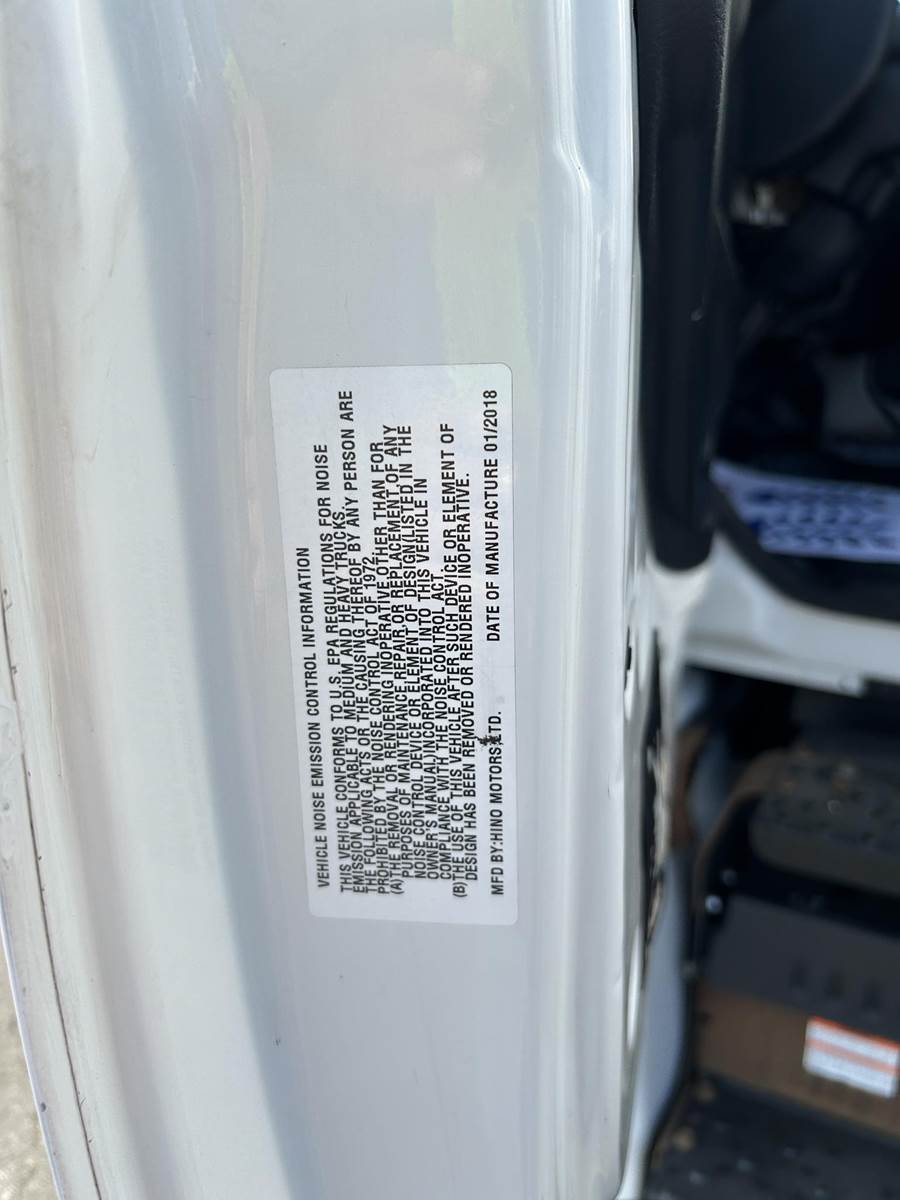 VEHICLE NOISE EMISSION CONTROL INFORMATION
THIS VEHICLE CONFORMS TO U.S. EPA REGULATIONS FOR NOISE
EMISSION APPLICABLE TO MEDIUM AND HEAVY TRUCKS.
THE FOLLOWING ACTS OR THE CAUSING THEREOF BY ANY PERSON ARE
PROHIBITED BY THE NOISE CONTROL ACT OF 1972
(A)THE REMOVAL OR RENDERING INOPERATIVE OTHER THAN FOR
PURPOSES OF MAINTENANCE,REPAIR,OR REPLACEMENT,OF ANY
NOISE CONTROL DEVICE OR ELEMENT OF DESIGN(LISTED IN THE
OWNER'S MANUAL)INCORPORATED INTO THIS VEHICLE IN
COMPLIANCE WITH THE NOISE CONTROL ACT.
(B)THE USE OF THIS VEHICLE AFTER SUCH DEVICE OR ELEMENT OF
DESIGN HAS BEEN REMOVED OR RENDERED INOPERATIVE.
MFD BY:HINO MOTORS LTD. DATE OF MANUFACTURE 01/2018